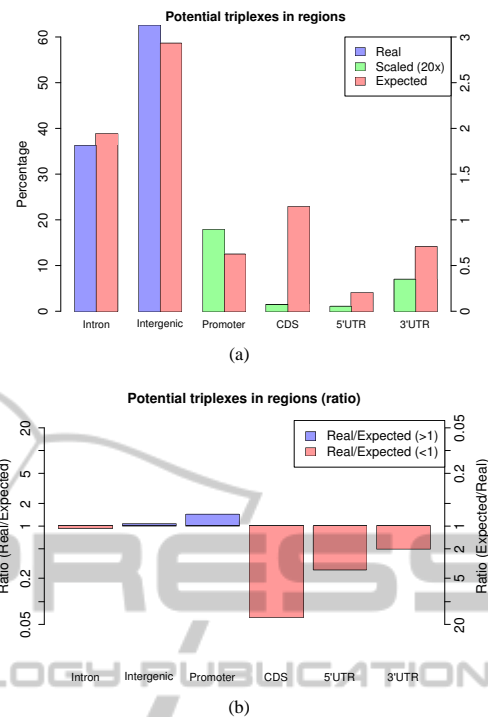 Potential triplexes in regions
Percentage
0
10
20
30
40
50
60
0
0.5
1
1.5
2
2.5
3
Real
Scaled (20x)
Expected
Intron Intergenic Promoter CDS 5'UTR 3'UTR
(a)
Potential triplexes in regions (ratio)
Ratio (Real/Expected)
0.05
0.2
1
2
5
20
Ratio (Expected/Real)
0.05
0.2
1
2
5
20
Real/Expected (>1)
Real/Expected (<1)
PRESS
LOGY PUBLICATION
Intron Intergenic Promoter CDS 5'UTR 3'UTR
(b)